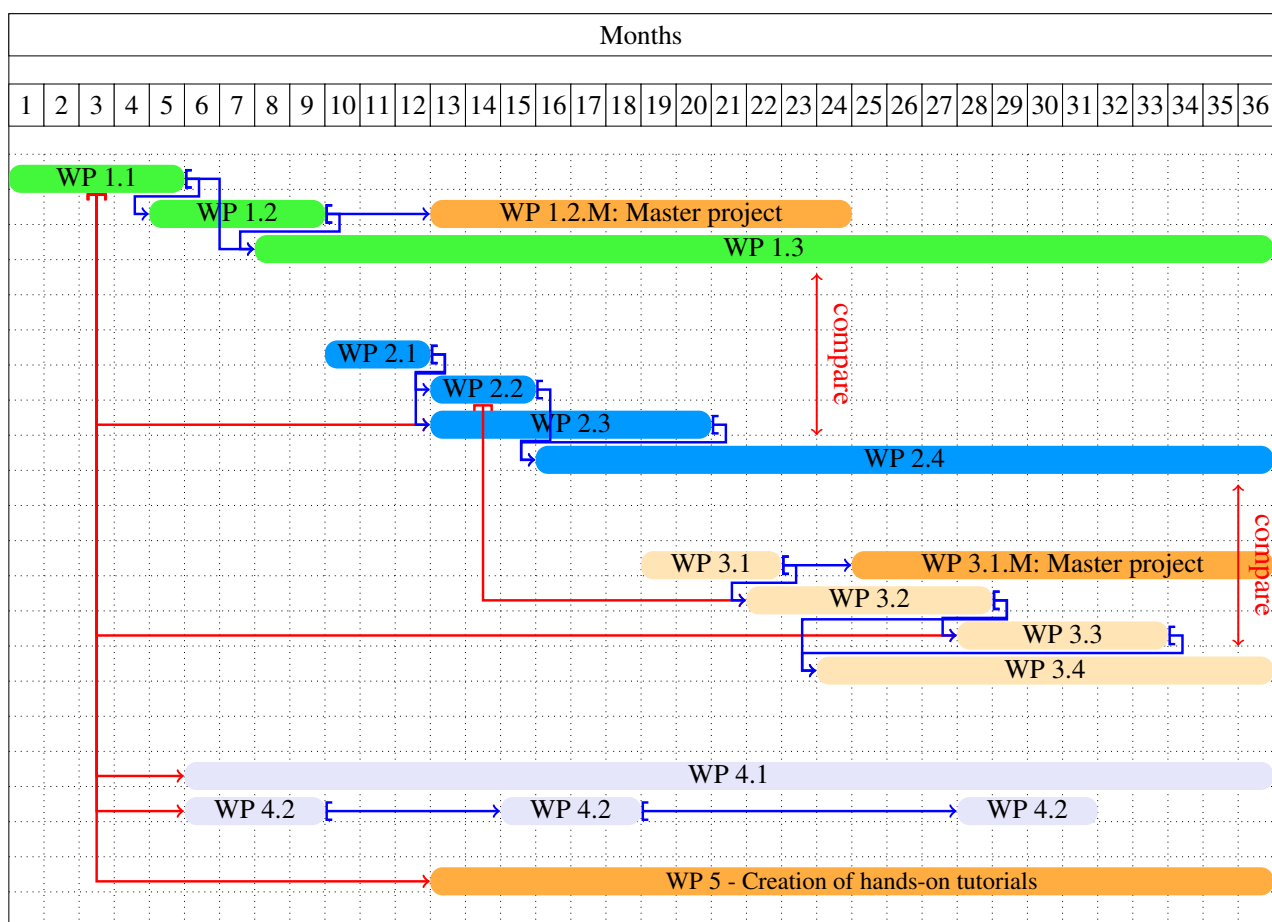 Months
1 2 3 4 5 6 7 8 9 10 11 12 13 14 15 16 17 18 19 20 21 22 23 24 25 26 27 28 29 30 31 32 33 34 35 36
WP 1.1
WP 1.2
WP 1.2.M: Master project
WP 1.3
compare
WP 2.1
WP 2.2
WP 2.3
WP 2.4
compare
WP 3.1
WP 3.1.M: Master project
WP 3.2
WP 3.3
WP 3.4
WP 4.1
WP 4.2
WP 4.2
WP 4.2
WP 5 - Creation of hands-on tutorials